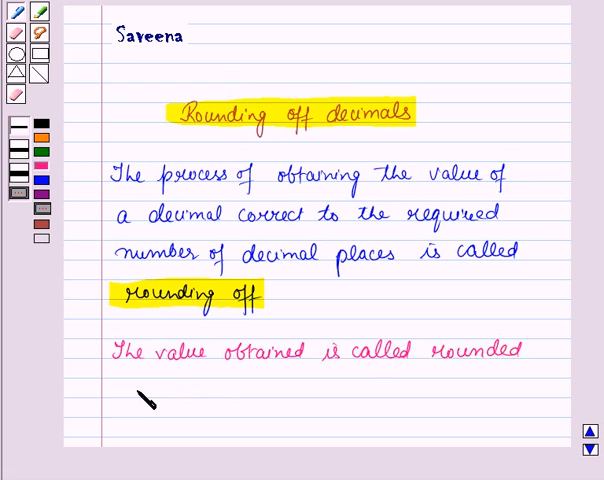 Saveena
Rounding off decimals
The process of obtaining the value of
a decimal correct to the required
number of decimal places is called
rounding off
The value obtained is called rounded